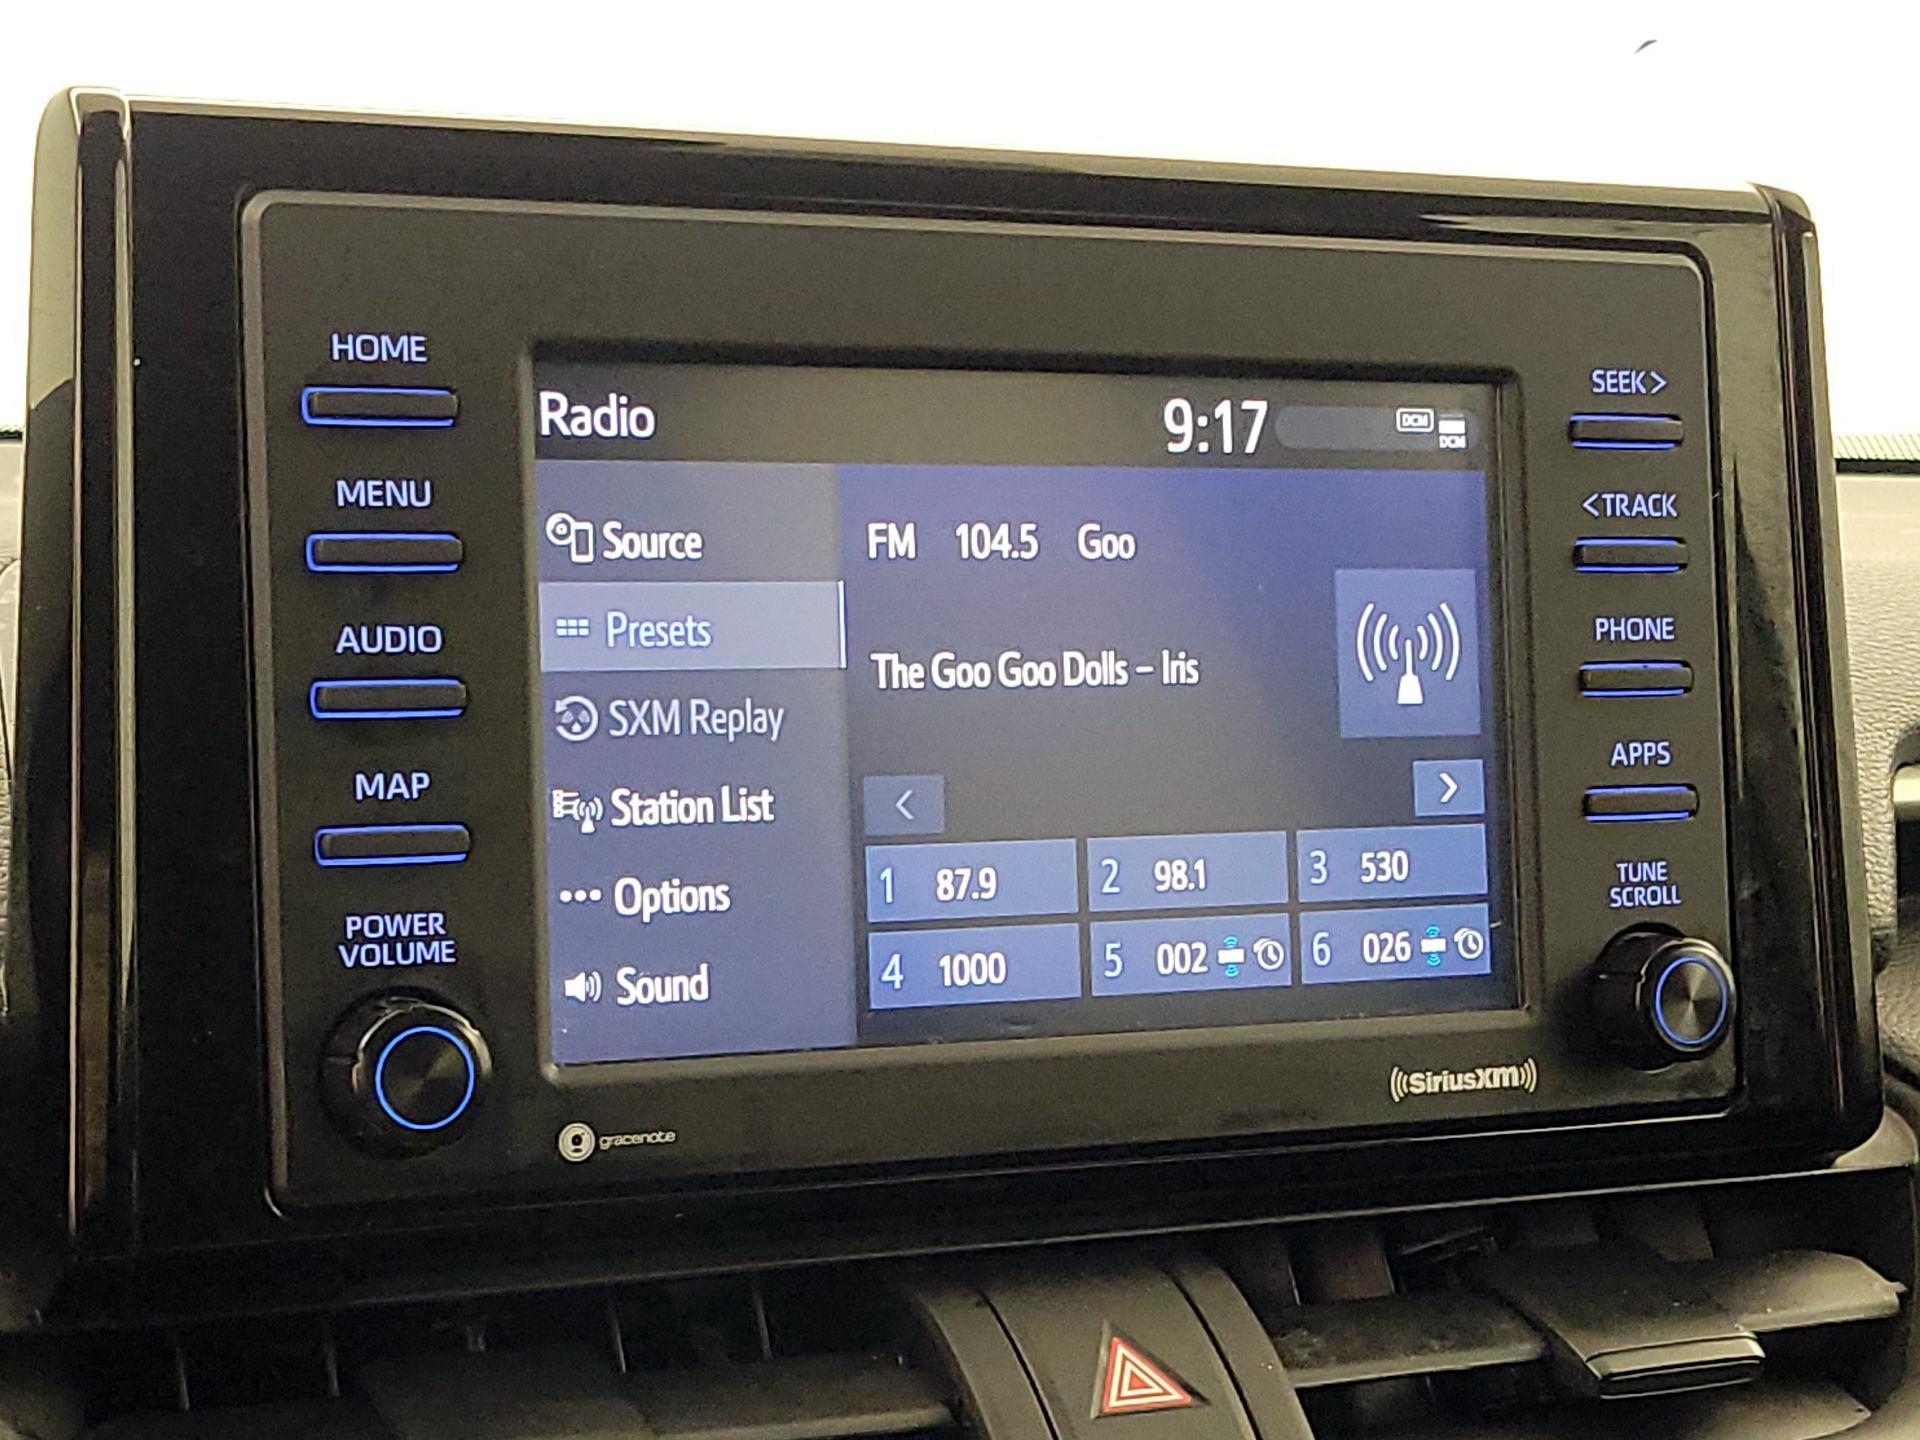 HOME
MENU
AUDIO
MAP
POWER
VOLUME
Radio
9:17
DCM
DCM
Source
Presets
SXM Replay
Station List
Options
Sound
FM 104.5 Goo
The Goo Goo Dolls – Iris
1 87.9
2 98.1
3 530
4 1000
5 002
6 026
SEEK>
<TRACK
PHONE
APPS
TUNE
SCROLL
gracenote
SiriusXM